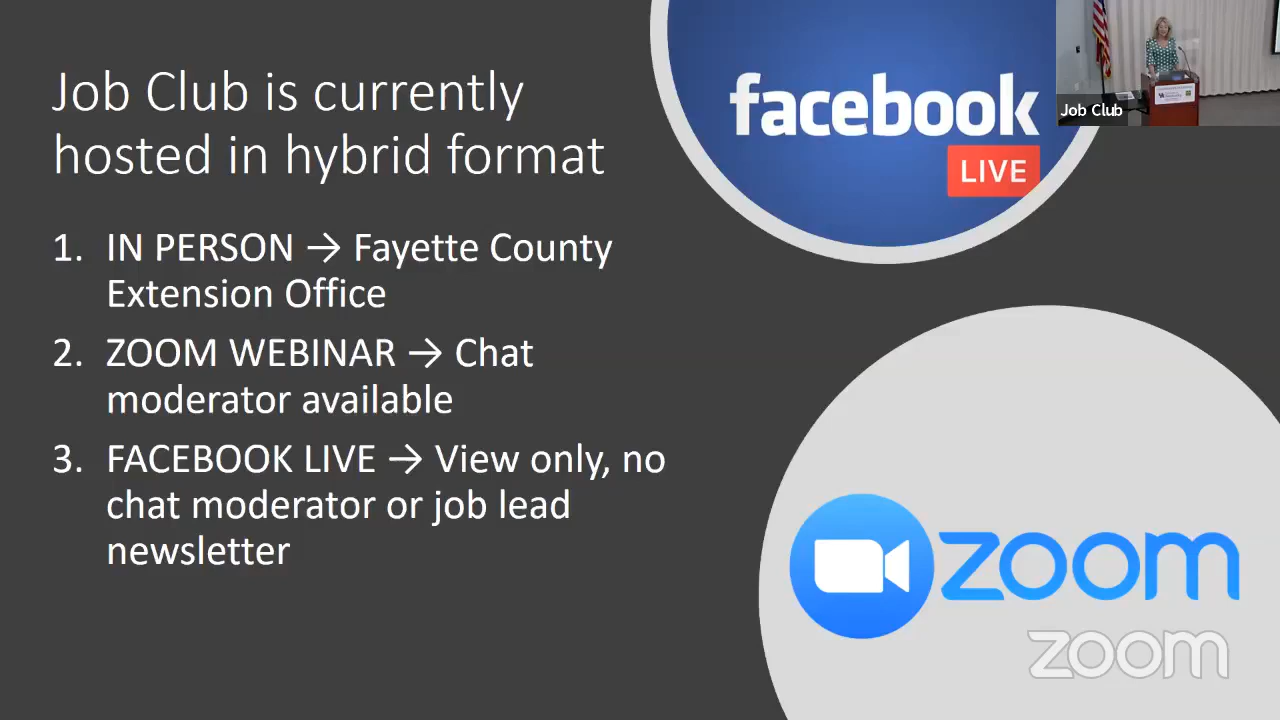 Job Club is currently
hosted in hybrid format
1. IN PERSON → Fayette County
Extension Office
2. ZOOM WEBINAR → Chat
moderator available
3. FACEBOOK LIVE → View only, no
chat moderator or job lead
newsletter
facebook
LIVE
Job Club
zoom
zoom